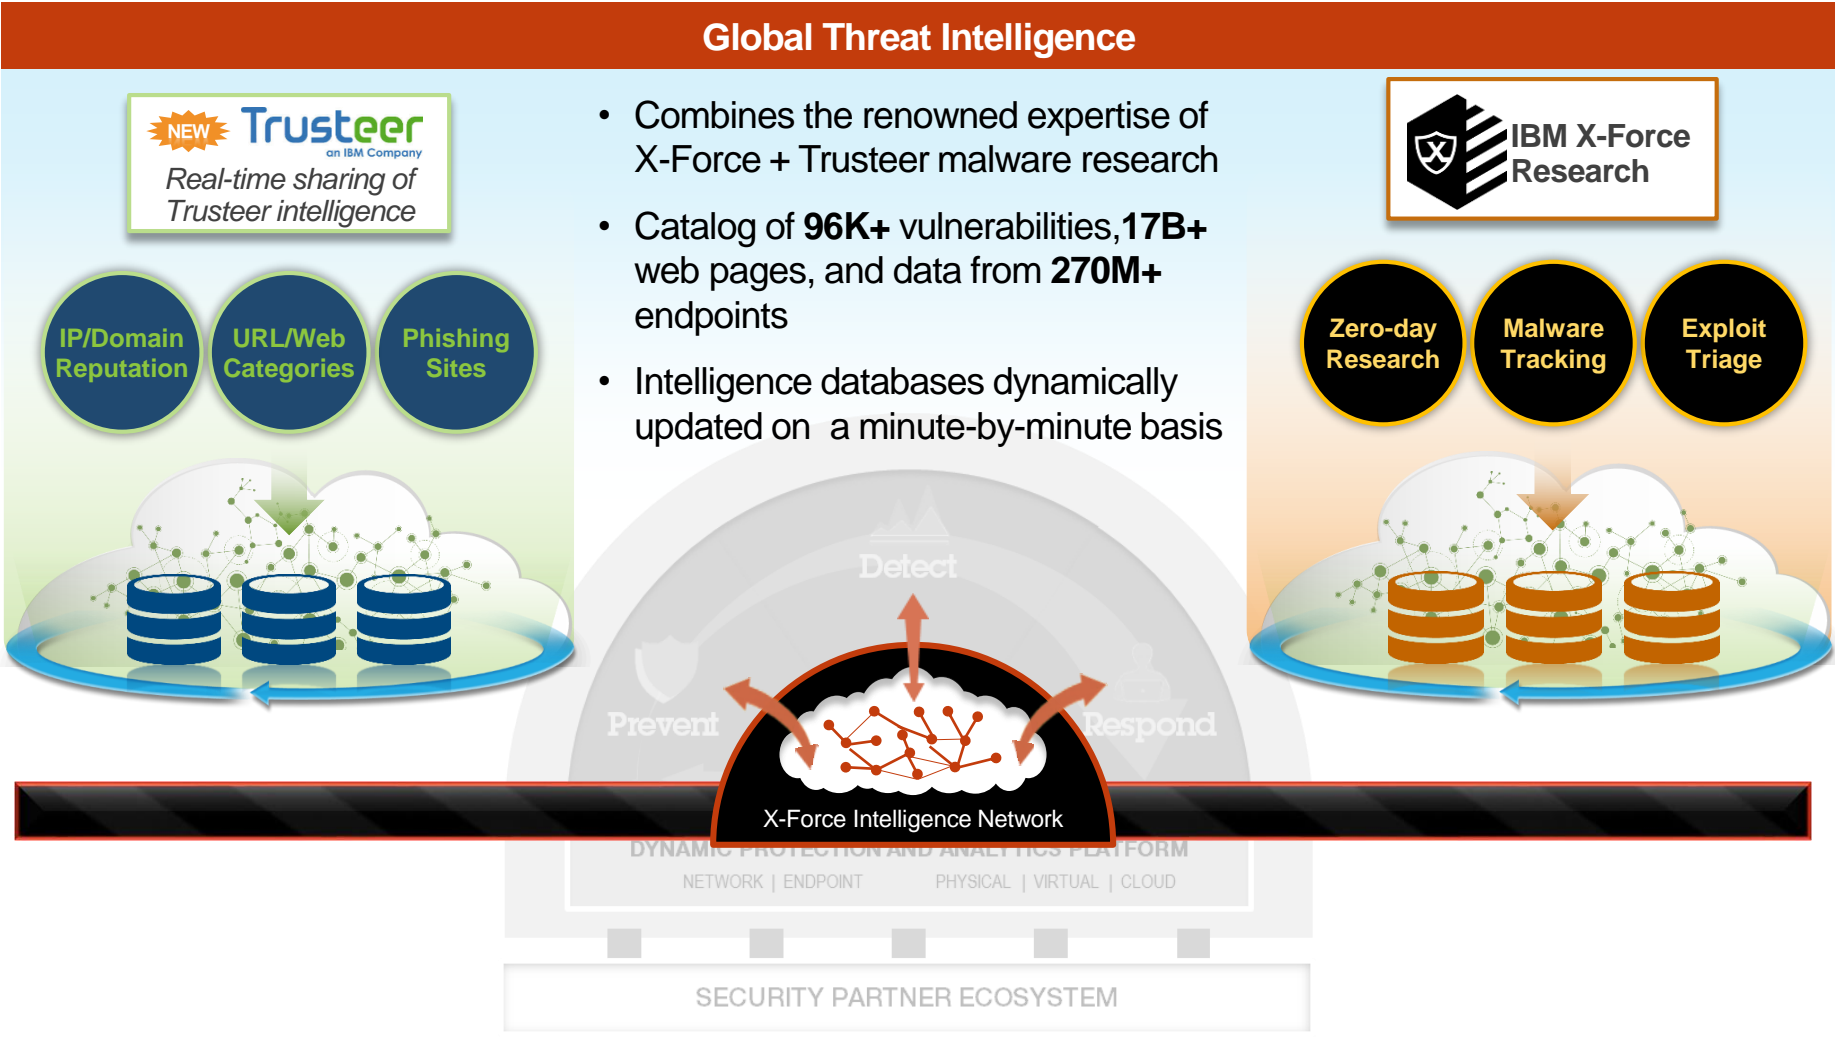 Global Threat Intelligence
NEW
Trusteer
an IBM Company
Real-time sharing of
Trusteer intelligence
IP/Domain
Reputation
URL/Web
Categories
Phishing
Sites
• Combines the renowned expertise of
X-Force + Trusteer malware research
• Catalog of 96K+ vulnerabilities,17B+
web pages, and data from 270M+
endpoints
• Intelligence databases dynamically
updated on  a minute-by-minute basis
X
IBM X-Force
Research
Zero-day
Research
Malware
Tracking
Exploit
Triage
Detect
Prevent
Respond
X-Force Intelligence Network
DYNAMIC PROTECTION AND ANALYTICS PLATFORM
NETWORK | ENDPOINT
PHYSICAL | VIRTUAL | CLOUD
SECURITY PARTNER ECOSYSTEM